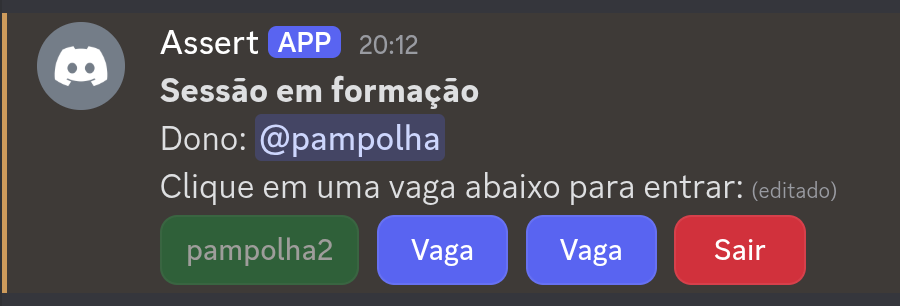 Assert APP 20:12
Sessão em formação
Dono: @pampolha
Clique em uma vaga abaixo para entrar: (editado)
pampolha2 Vaga Vaga Sair